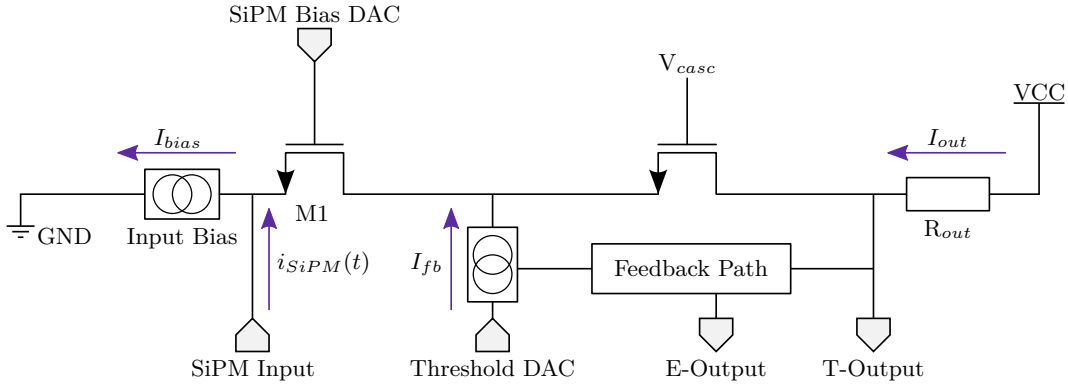 SiPM Bias DAC
V_casc
VCC
I_bias
I_out
M1
GND
Input Bias
R_out
i_SiPM(t)
I_fb
Feedback Path
SiPM Input
Threshold DAC
E-Output
T-Output